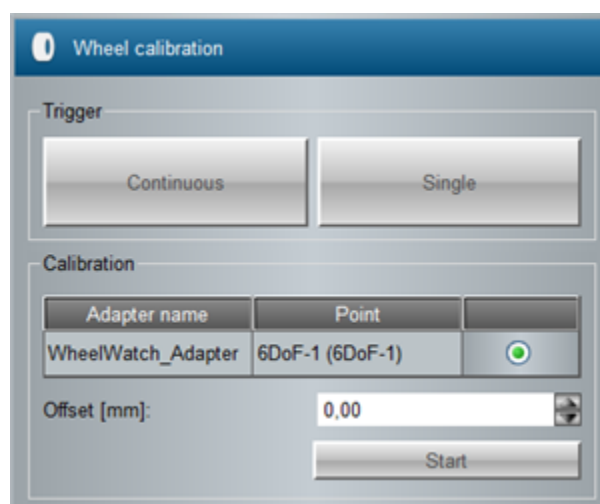 Wheel calibration
Trigger
Continuous Single
Calibration
Adapter name Point
WheelWatch_Adapter 6DoF-1 (6DoF-1)
Offset [mm]: 0,00
Start